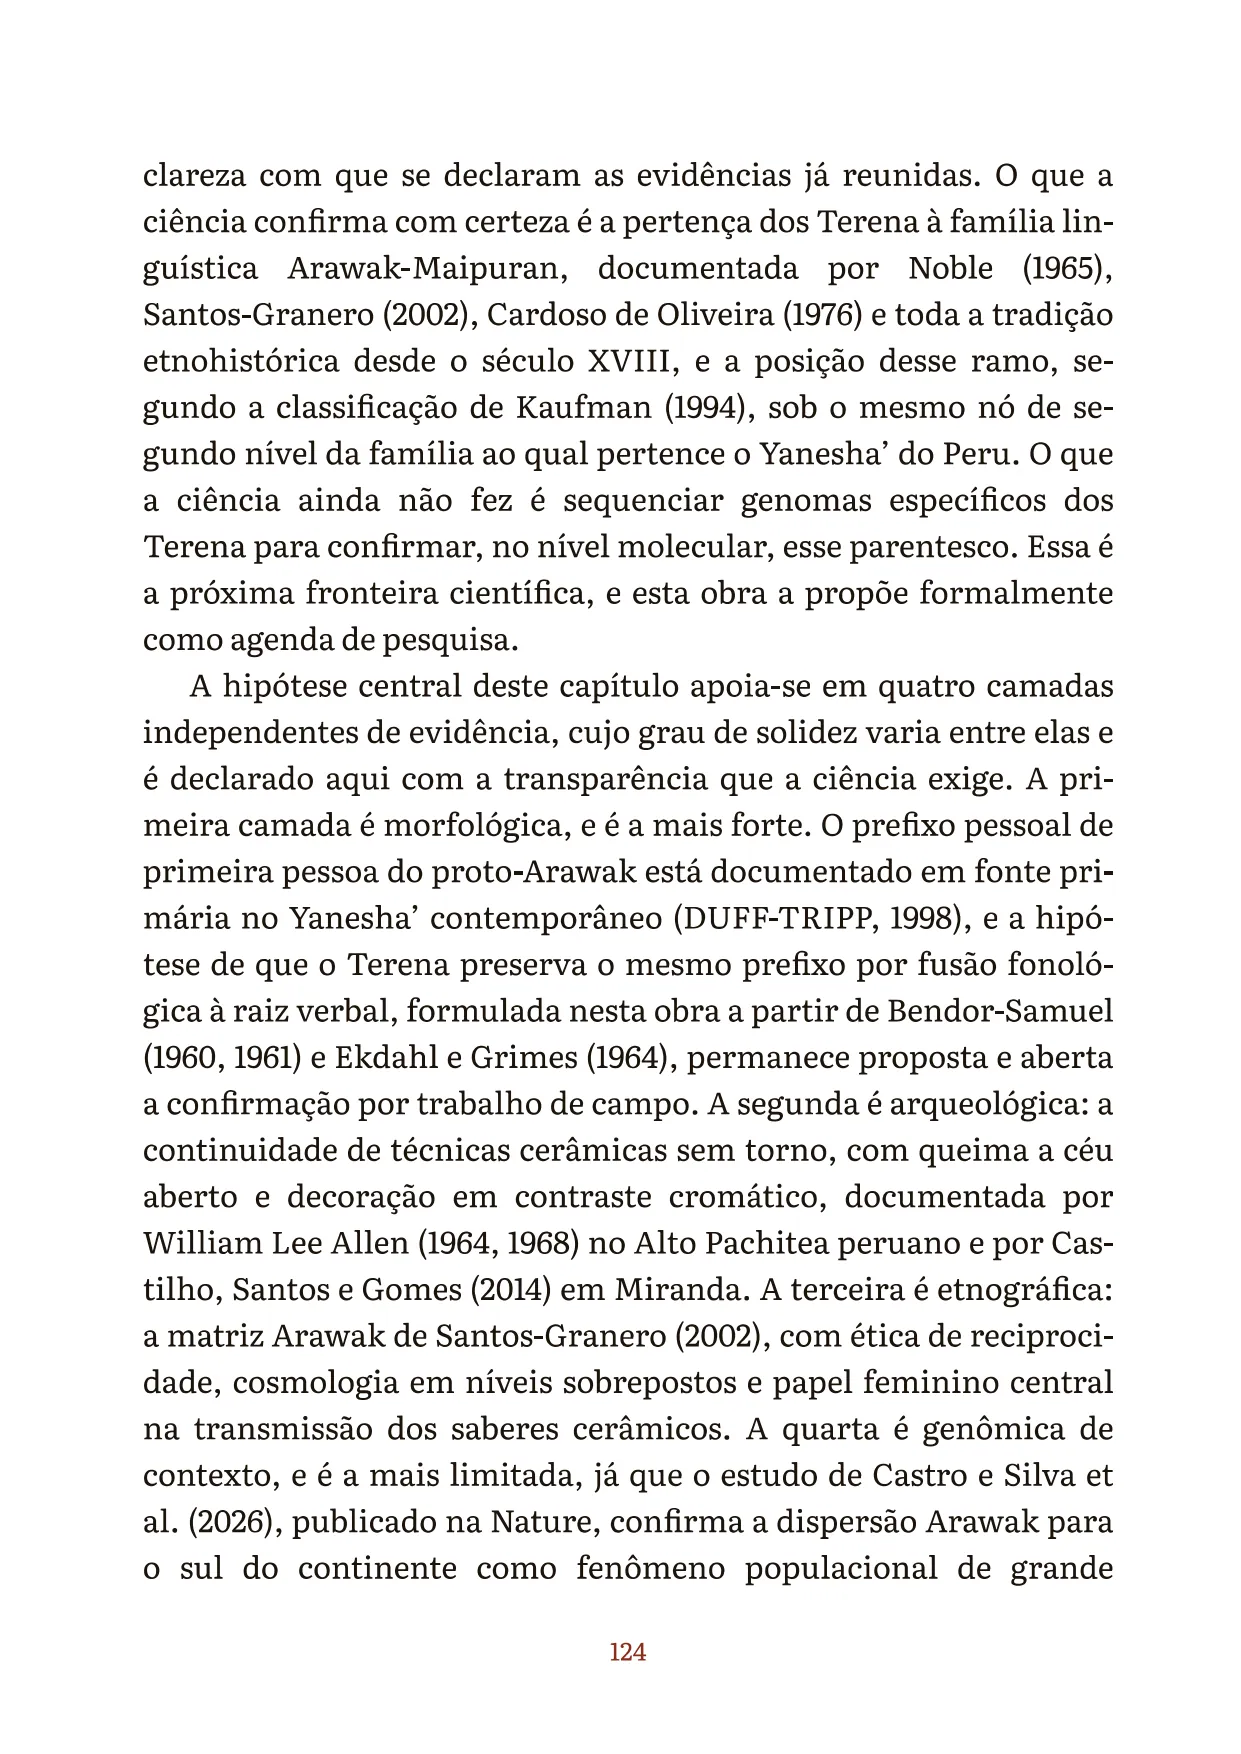 clareza com que se declaram as evidências já reunidas. O que a
ciência confirma com certeza é a pertença dos Terena à família lin-
guística Arawak-Maipuran, documentada por Noble (1965),
Santos-Granero (2002), Cardoso de Oliveira (1976) e toda a tradição
etnohistórica desde o século XVIII, e a posição desse ramo, se-
gundo a classificação de Kaufman (1994), sob o mesmo nó de se-
gundo nível da família ao qual pertence o Yanesha’ do Peru. O que
a ciência ainda não fez é sequenciar genomas específicos dos
Terena para confirmar, no nível molecular, esse parentesco. Essa é
a próxima fronteira científica, e esta obra a propõe formalmente
como agenda de pesquisa.
A hipótese central deste capítulo apoia-se em quatro camadas
independentes de evidência, cujo grau de solidez varia entre elas e
é declarado aqui com a transparência que a ciência exige. A pri-
meira camada é morfológica, e é a mais forte. O prefixo pessoal de
primeira pessoa do proto-Arawak está documentado em fonte pri-
mária no Yanesha’ contemporâneo (DUFF-TRIPP, 1998), e a hipó-
tese de que o Terena preserva o mesmo prefixo por fusão fonoló-
gica à raiz verbal, formulada nesta obra a partir de Bendor-Samuel
(1960, 1961) e Ekdahl e Grimes (1964), permanece proposta e aberta
a confirmação por trabalho de campo. A segunda é arqueológica: a
continuidade de técnicas cerâmicas sem torno, com queima a céu
aberto e decoração em contraste cromático, documentada por
William Lee Allen (1964, 1968) no Alto Pachitea peruano e por Cas-
tilho, Santos e Gomes (2014) em Miranda. A terceira é etnográfica:
a matriz Arawak de Santos-Granero (2002), com ética de reciproci-
dade, cosmologia em níveis sobrepostos e papel feminino central
na transmissão dos saberes cerâmicos. A quarta é genômica de
contexto, e é a mais limitada, já que o estudo de Castro e Silva et
al. (2026), publicado na Nature, confirma a dispersão Arawak para
o sul do continente como fenômeno populacional de grande
124